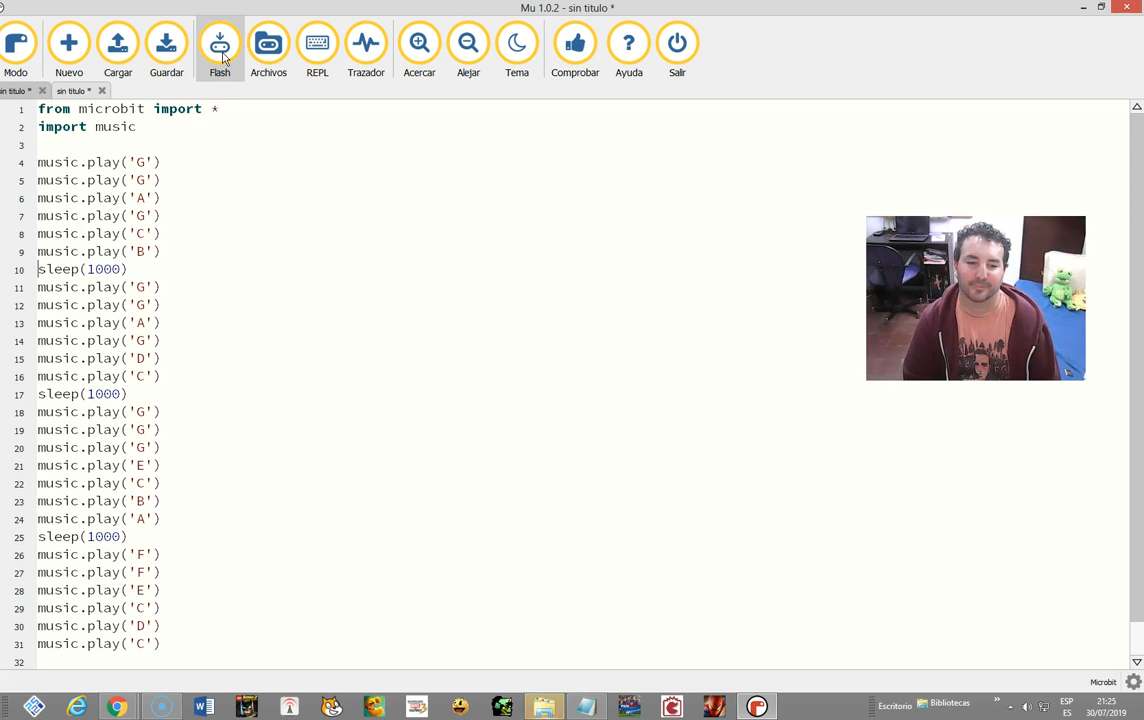 Mu 1.0.2 - sin titulo *
Modo Nuevo Cargar Guardar Flash Archivos REPL Trazador Acercar Alejar Tema Comprobar Ayuda Salir
sin titulo * sin titulo *
1 from microbit import *
2 import music
3
4 music.play('G')
5 music.play('G')
6 music.play('A')
7 music.play('G')
8 music.play('C')
9 music.play('B')
10 sleep(1000)
11 music.play('G')
12 music.play('G')
13 music.play('A')
14 music.play('G')
15 music.play('D')
16 music.play('C')
17 sleep(1000)
18 music.play('G')
19 music.play('G')
20 music.play('G')
21 music.play('E')
22 music.play('C')
23 music.play('B')
24 music.play('A')
25 sleep(1000)
26 music.play('F')
27 music.play('F')
28 music.play('E')
29 music.play('C')
30 music.play('D')
31 music.play('C')
32
Microbit
Escritorio Bibliotecas » ESP 21:25
ES 30/07/2019